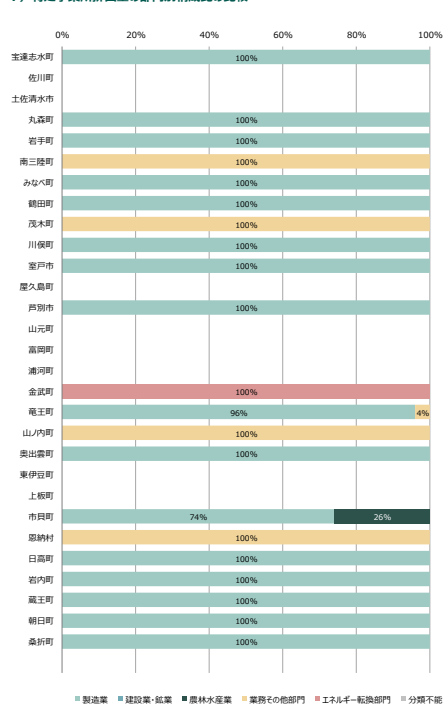 0% 20% 40% 60% 80% 100%
宝達志水町 100%
佐川町
土佐清水市
丸森町 100%
岩手町 100%
南三陸町 100%
みなべ町 100%
鶴田町 100%
茂木町 100%
川俣町 100%
室戸市 100%
屋久島町
芦別市 100%
山元町
富岡町
浦河町
金武町 100%
竜王町 96% 4%
山ノ内町 100%
奥出雲町 100%
東伊豆町
上板町
市貝町 74% 26%
恩納村 100%
日高町 100%
岩内町 100%
蔵王町 100%
朝日町 100%
桑折町 100%
製造業 建設業・鉱業 農林水産業 業務その他部門 エネルギー転換部門 分類不能